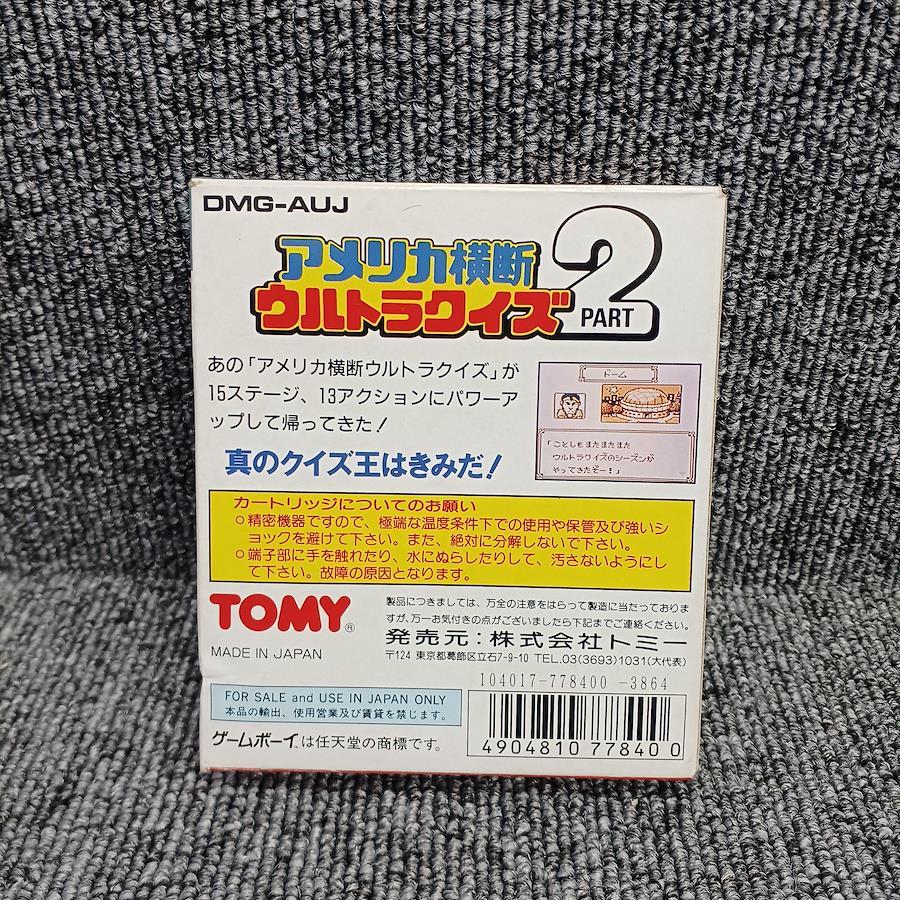 DMG-AUJ
アメリカ横断
ウルトラクイズ
2
PART
あの「アメリカ横断ウルトラクイズ」が
15ステージ、13アクションにパワーア
ップして帰ってきた!
真のクイズ王はきみだ!
ドーム
「ことしもまたまたまた
ウルトラクイズのシーズンが
やってきたぞー!」
カートリッジについてのお願い
○精密機器ですので、極端な温度条件下での使用や保管及び強いシ
ョックを避けて下さい。また、絶対に分解しないで下さい。
○端子部に手を触れたり、水にぬらしたりして、汚さないようにし
て下さい。故障の原因となります。
TOMY®
MADE IN JAPAN
製品につきましては、万全の注意をはらって製造に当たっておりま
すが、万一お気付きの点がございましたら下記までご連絡ください。
発売元:株式会社トミー
〒124 東京都葛飾区立石7-9-10 TEL.03(3693)1031(大代表)
104017-778400 -3864
FOR SALE and USE IN JAPAN ONLY
本品の輸出、使用営業及び賃貸を禁じます。
ゲームボーイ™は任天堂の商標です。
4904810 77840 0